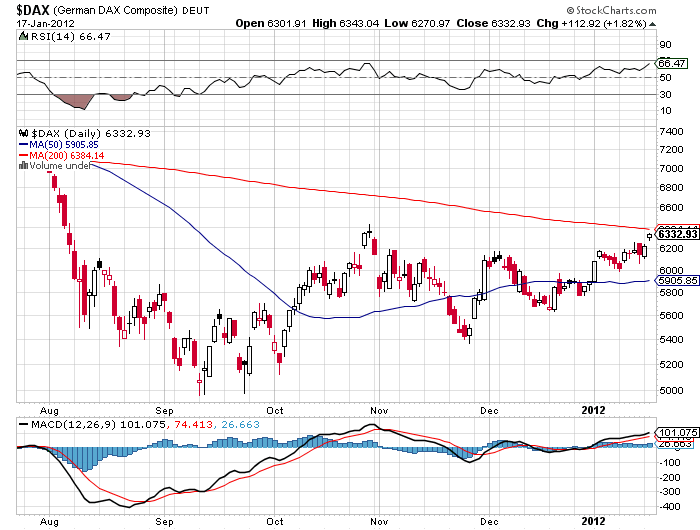 $DAX (German DAX Composite) DEUT © StockCharts.com
17-Jan-2012 Open 6301.91 High 6343.04 Low 6270.97 Close 6332.93 Chg +112.92 (+1.82%)
RSI(14) 66.47
90
66.47
50
30
10
$DAX (Daily) 6332.93
MA(50) 5905.85
MA(200) 6384.14
Volume undef
7400
7200
7000
6800
6600
6332.93
6200
6000
5905.85
5800
5600
5400
5200
5000
Aug Sep Oct Nov Dec 2012
MACD(12,26,9) 101.075, 74.413, 26.663
101.075
26.663
0
-100
-200
-300
-400
Aug Sep Oct Nov Dec 2012